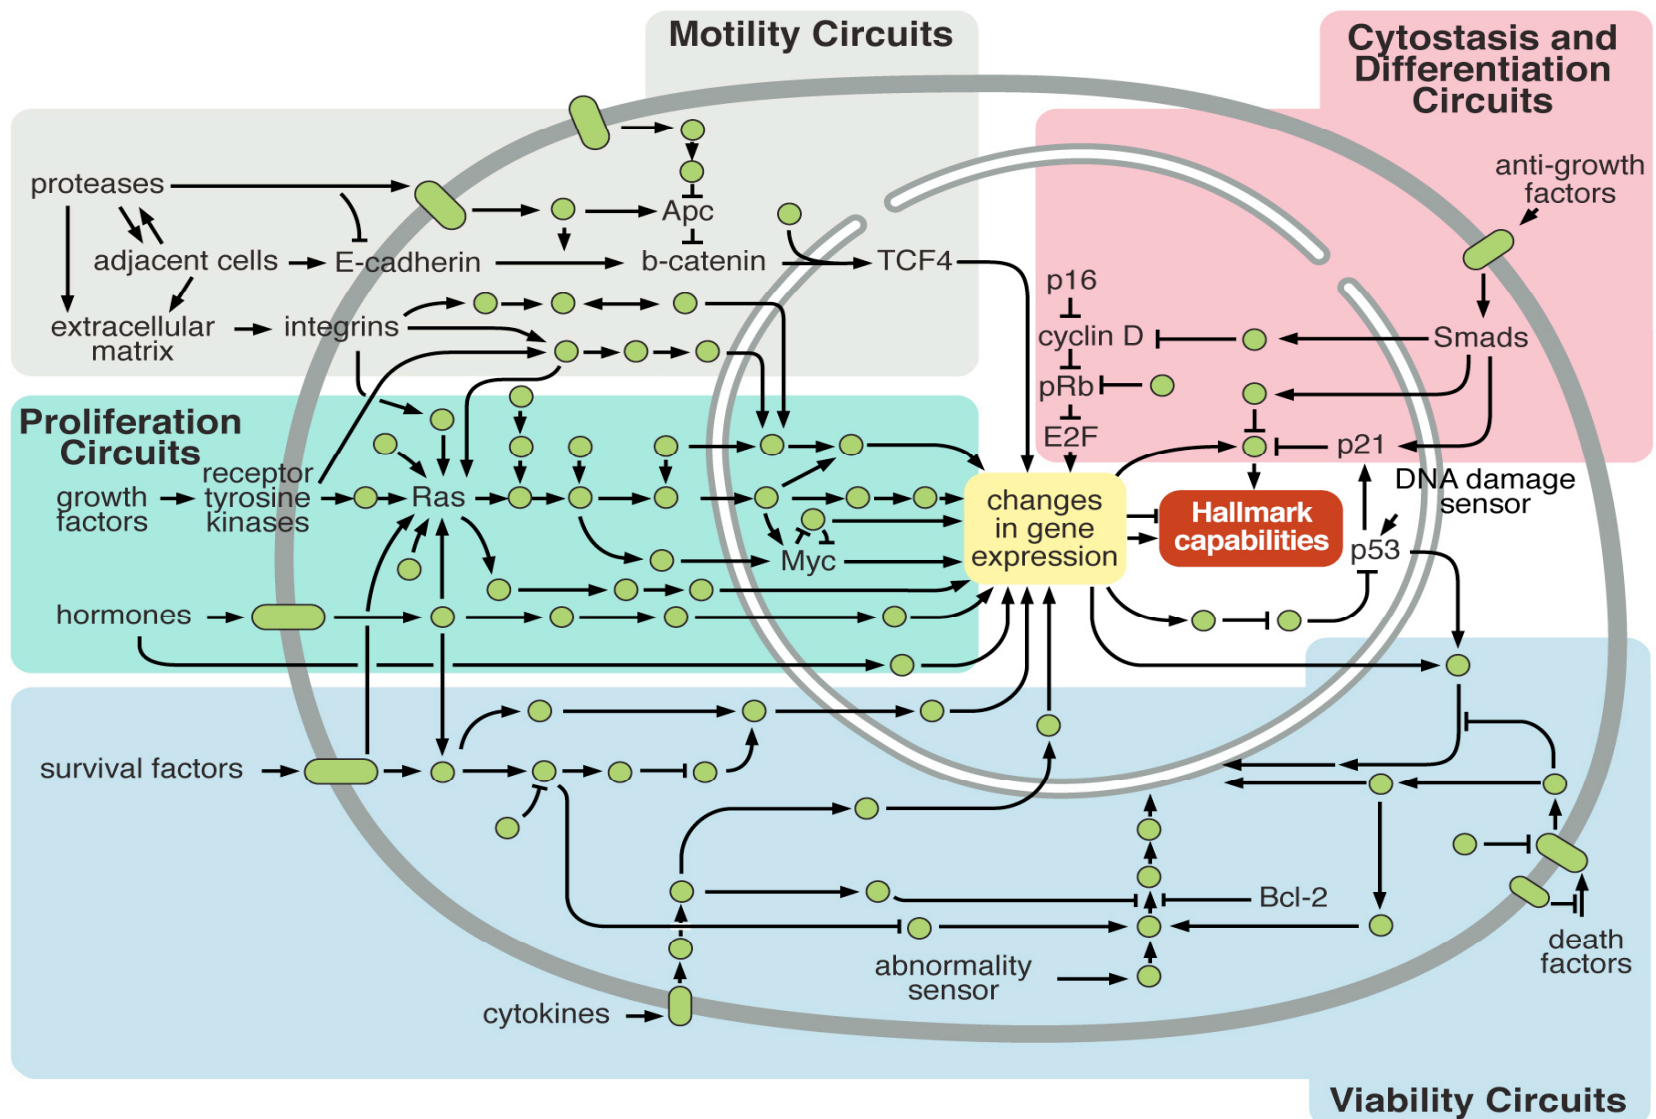 Motility Circuits
Cytostasis and
Differentiation
Circuits
anti-growth
factors
proteases
Apc
adjacent cells
E-cadherin
b-catenin
TCF4
p16
extracellular
matrix
integrins
cyclin D
Smads
pRb
E2F
p21
Proliferation
Circuits
growth
factors
receptor
tyrosine
kinases
Ras
changes
in gene
expression
Hallmark
capabilities
DNA damage
sensor
p53
Myc
hormones
survival factors
Bcl-2
abnormality
sensor
death
factors
cytokines
Viability Circuits